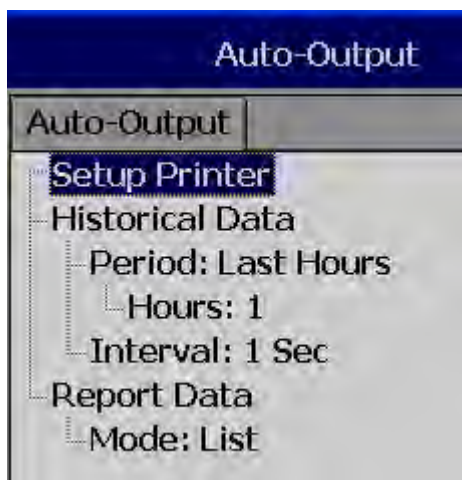 Auto-Output
Auto-Output
Setup Printer
Historical Data
Period: Last Hours
Hours: 1
Interval: 1 Sec
Report Data
Mode: List